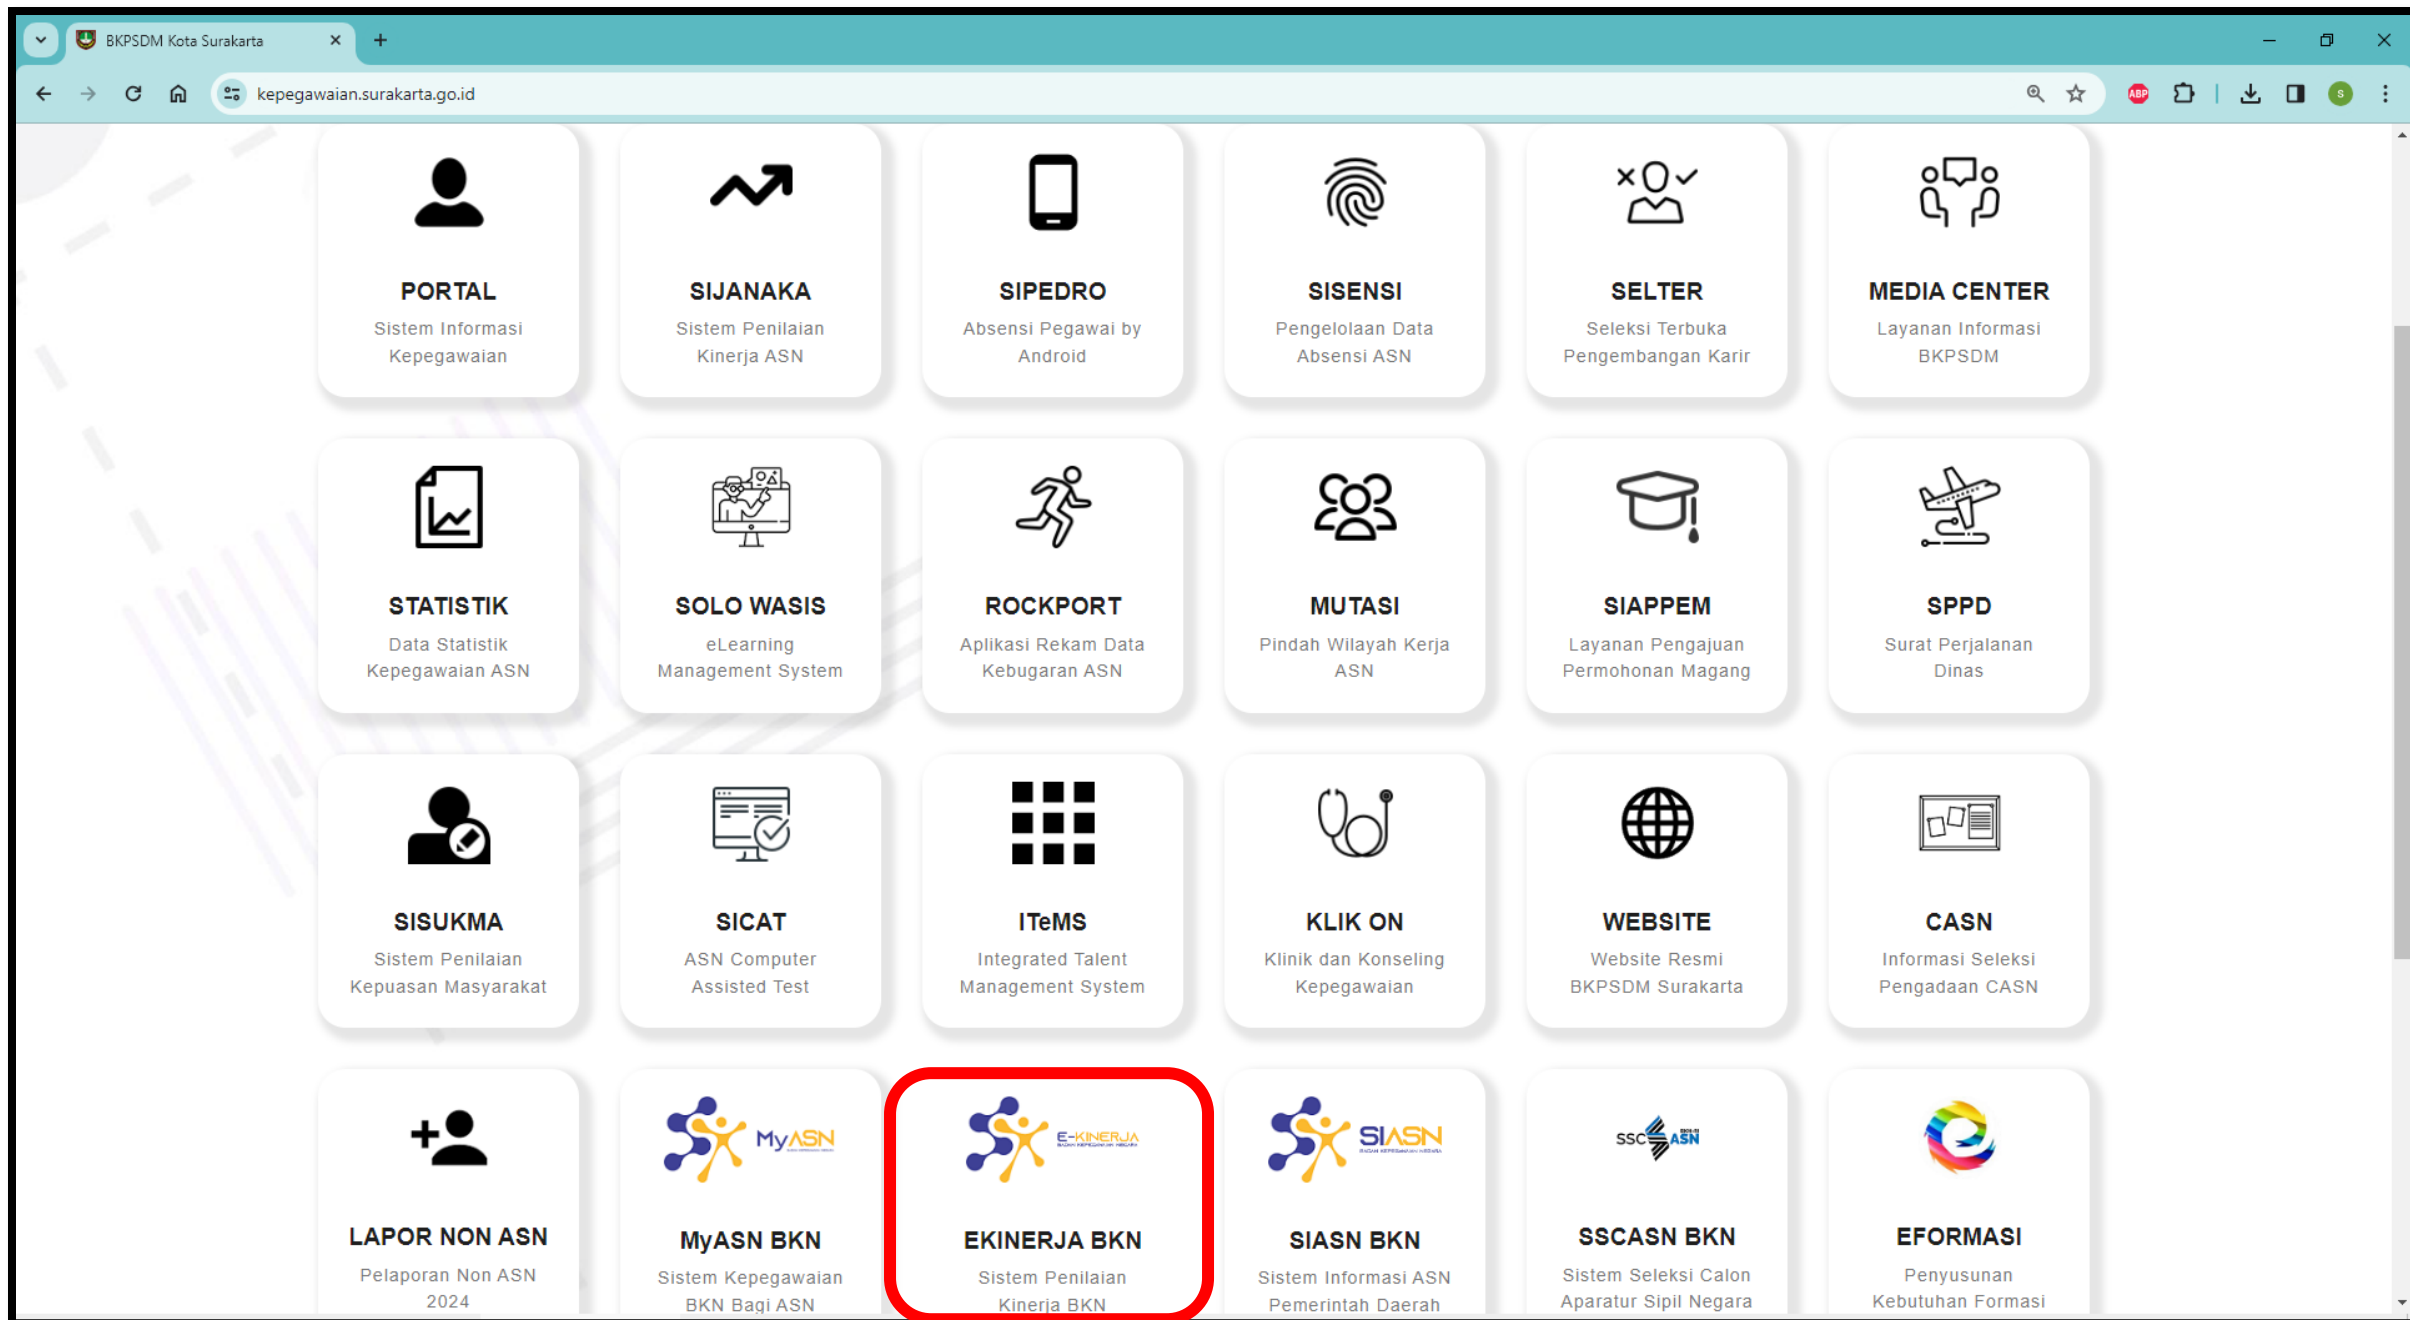 BKPSDM Kota Surakarta
kepegawaian.surakarta.go.id
ABP
S
PORTAL
Sistem Informasi
Kepegawaian
SIJANAKA
Sistem Penilaian
Kinerja ASN
SIPEDRO
Absensi Pegawai by
Android
SISENSI
Pengelolaan Data
Absensi ASN
SELTER
Seleksi Terbuka
Pengembangan Karir
MEDIA CENTER
Layanan Informasi
BKPSDM
STATISTIK
Data Statistik
Kepegawaian ASN
SOLO WASIS
eLearning
Management System
ROCKPORT
Aplikasi Rekam Data
Kebugaran ASN
MUTASI
Pindah Wilayah Kerja
ASN
SIAPPEM
Layanan Pengajuan
Permohonan Magang
SPPD
Surat Perjalanan
Dinas
SISUKMA
Sistem Penilaian
Kepuasan Masyarakat
SICAT
ASN Computer
Assisted Test
ITeMS
Integrated Talent
Management System
KLIK ON
Klinik dan Konseling
Kepegawaian
WEBSITE
Website Resmi
BKPSDM Surakarta
CASN
Informasi Seleksi
Pengadaan CASN
LAPOR NON ASN
Pelaporan Non ASN
2024
MyASN
MyASN BKN
Sistem Kepegawaian
BKN Bagi ASN
E-KINERJA
EKINERJA BKN
Sistem Penilaian
Kinerja BKN
SIASN
SIASN BKN
Sistem Informasi ASN
Pemerintah Daerah
SSC ASN
SSCASN BKN
Sistem Seleksi Calon
Aparatur Sipil Negara
EFORMASI
Penyusunan
Kebutuhan Formasi